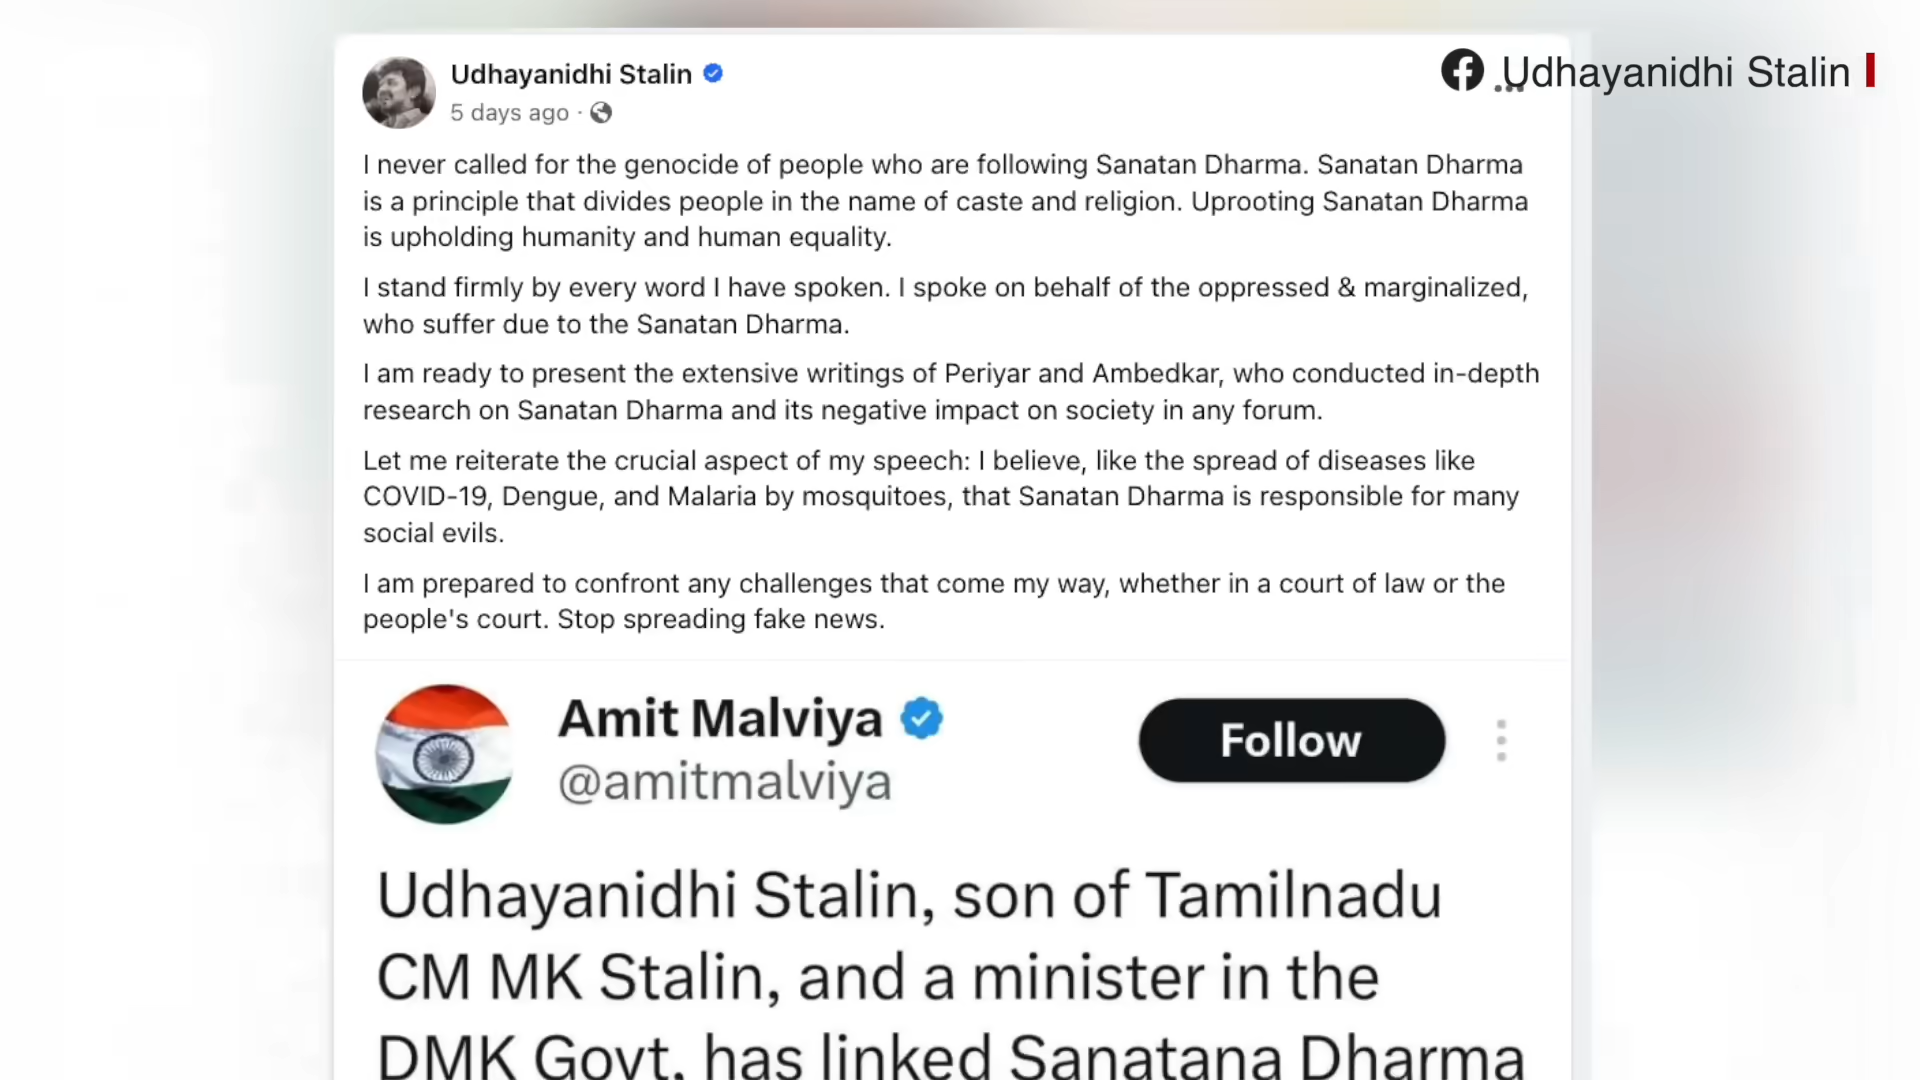 Udhayanidhi Stalin
Udhayanidhi Stalin
5 days ago ·
I never called for the genocide of people who are following Sanatan Dharma. Sanatan Dharma
is a principle that divides people in the name of caste and religion. Uprooting Sanatan Dharma
is upholding humanity and human equality.
I stand firmly by every word I have spoken. I spoke on behalf of the oppressed & marginalized,
who suffer due to the Sanatan Dharma.
I am ready to present the extensive writings of Periyar and Ambedkar, who conducted in-depth
research on Sanatan Dharma and its negative impact on society in any forum.
Let me reiterate the crucial aspect of my speech: I believe, like the spread of diseases like
COVID-19, Dengue, and Malaria by mosquitoes, that Sanatan Dharma is responsible for many
social evils.
I am prepared to confront any challenges that come my way, whether in a court of law or the
people's court. Stop spreading fake news.
Amit Malviya
Follow
@amitmalviya
Udhayanidhi Stalin, son of Tamilnadu
CM MK Stalin, and a minister in the
DMK Govt, has linked Sanatana Dharma